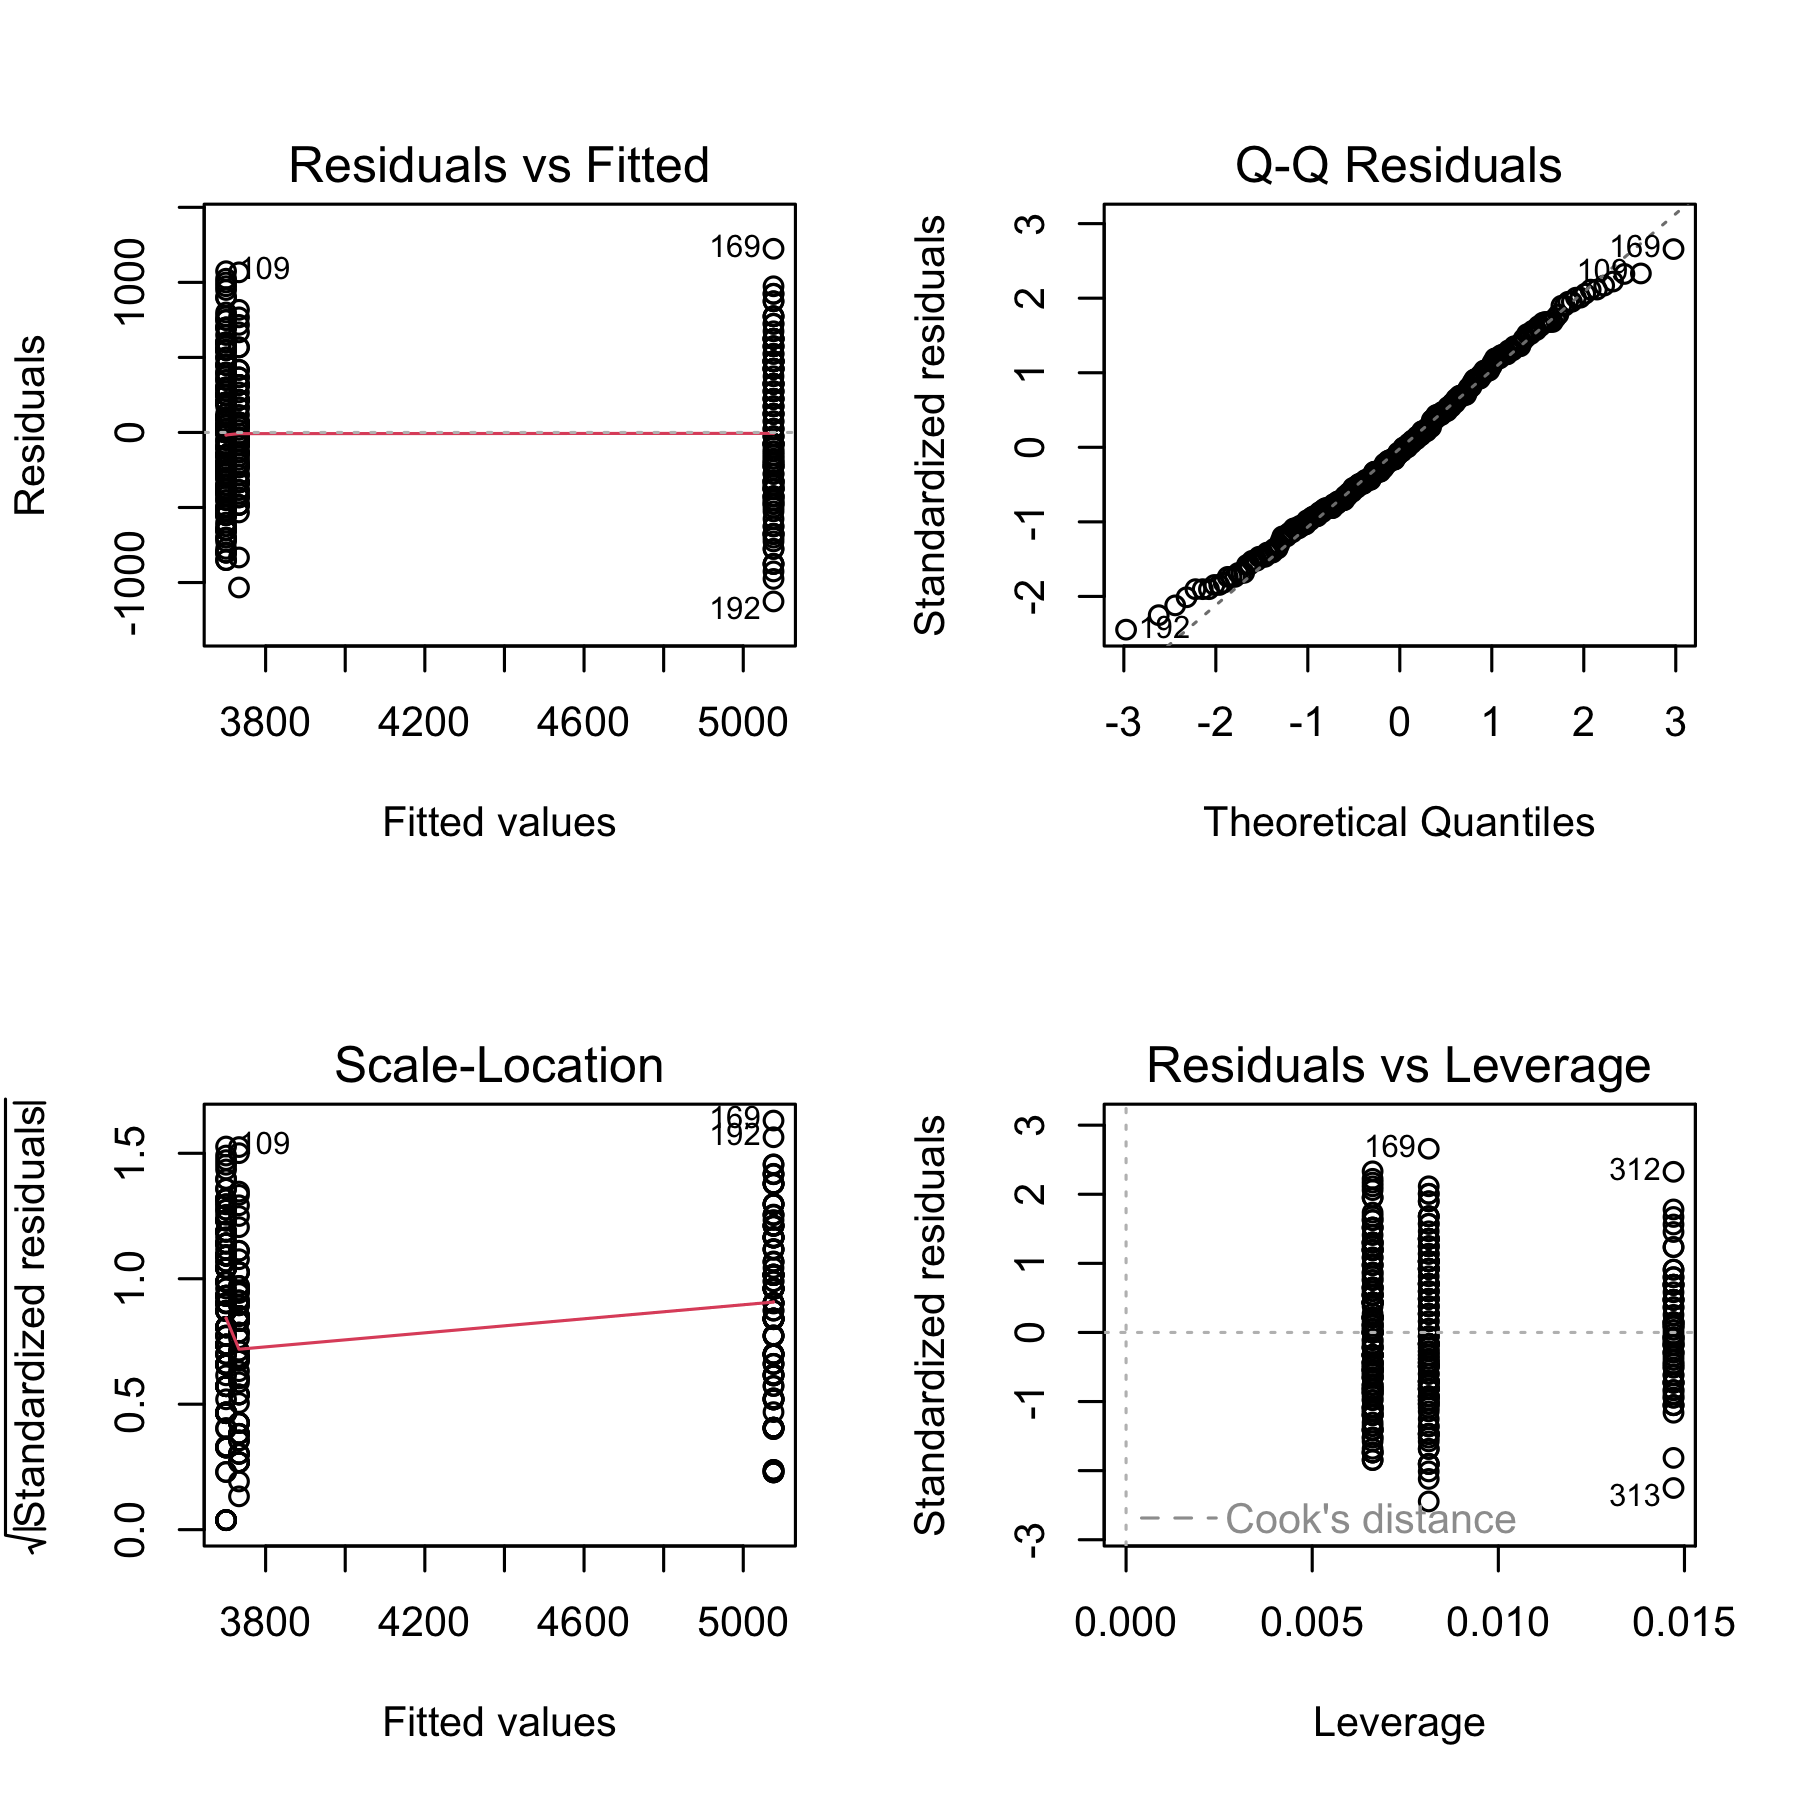 Residuals vs Fitted
Residuals
1000
0
-1000
109
169
192
3800 4200 4600 5000
Fitted values
Q-Q Residuals
Standardized residuals
3
2
1
0
-1
-2
169
109
192
-3 -2 -1 0 1 2 3
Theoretical Quantiles
Scale-Location
√|Standardized residuals|
1.5
1.0
0.5
0.0
109
169
192
3800 4200 4600 5000
Fitted values
Residuals vs Leverage
Standardized residuals
3
2
1
0
-1
-3
169
312
313
Cook's distance
0.000 0.005 0.010 0.015
Leverage